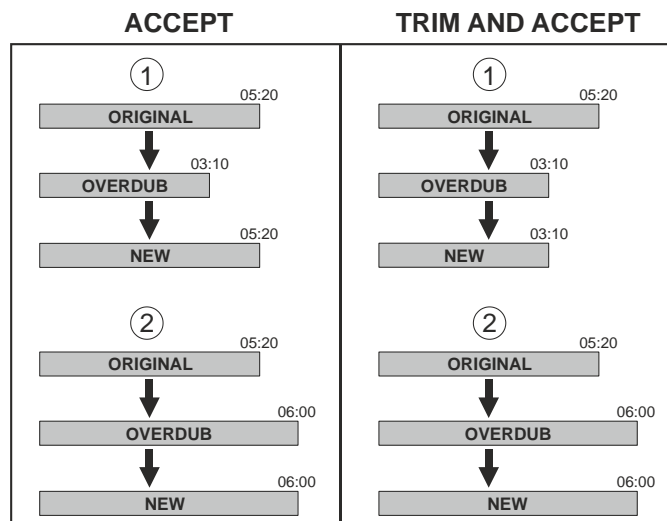 ACCEPT
1
05:20
ORIGINAL
03:10
OVERDUB
05:20
NEW
2
05:20
ORIGINAL
06:00
OVERDUB
06:00
NEW
TRIM AND ACCEPT
1
05:20
ORIGINAL
03:10
OVERDUB
03:10
NEW
2
05:20
ORIGINAL
06:00
OVERDUB
06:00
NEW